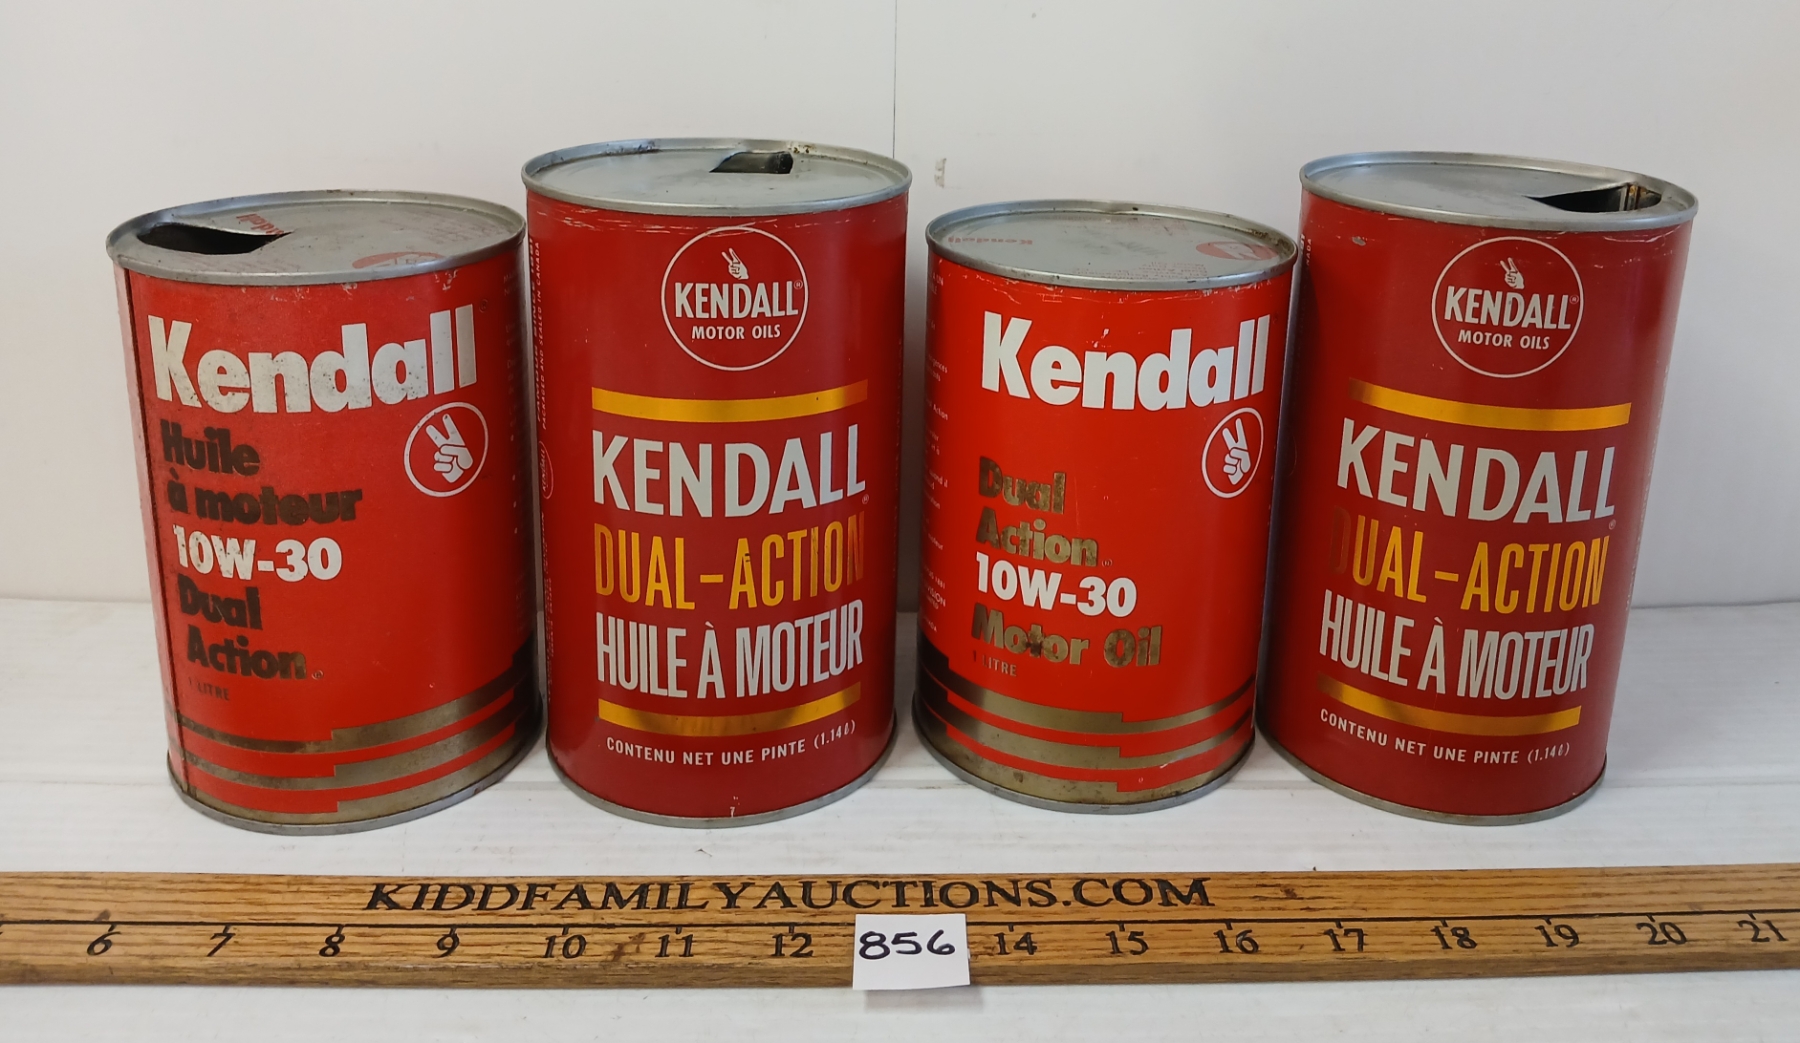 Kendall
Huile
à moteur
10W-30
Dual
Action
1 LITRE
KENDALL
MOTOR OILS
KENDALL
DUAL-ACTION
HUILE À MOTEUR
CONTENU NET UNE PINTE (1.14ℓ)
Kendall
Dual
Action
10W-30
Motor Oil
1 LITRE
KENDALL
MOTOR OILS
KENDALL
DUAL-ACTION
HUILE À MOTEUR
CONTENU NET UNE PINTE (1.14ℓ)
KIDDFAMILYAUCTIONS.COM
6 7 8 9 10 11 12 14 15 16 17 18 19 20 21
856